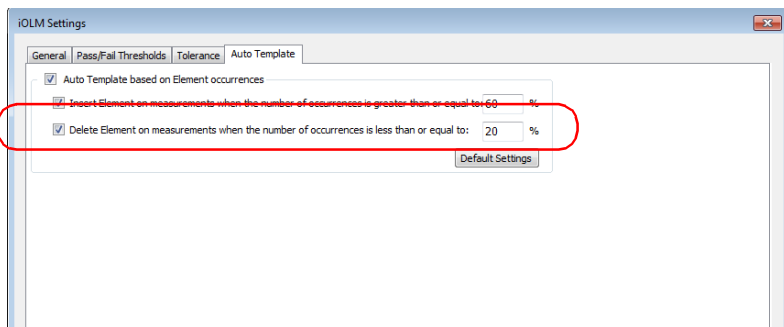 iOLM Settings
General Pass/Fail Thresholds Tolerance Auto Template
Auto Template based on Element occurrences
Insert Element on measurements when the number of occurrences is greater than or equal to: 60 %
Delete Element on measurements when the number of occurrences is less than or equal to: 20 %
Default Settings